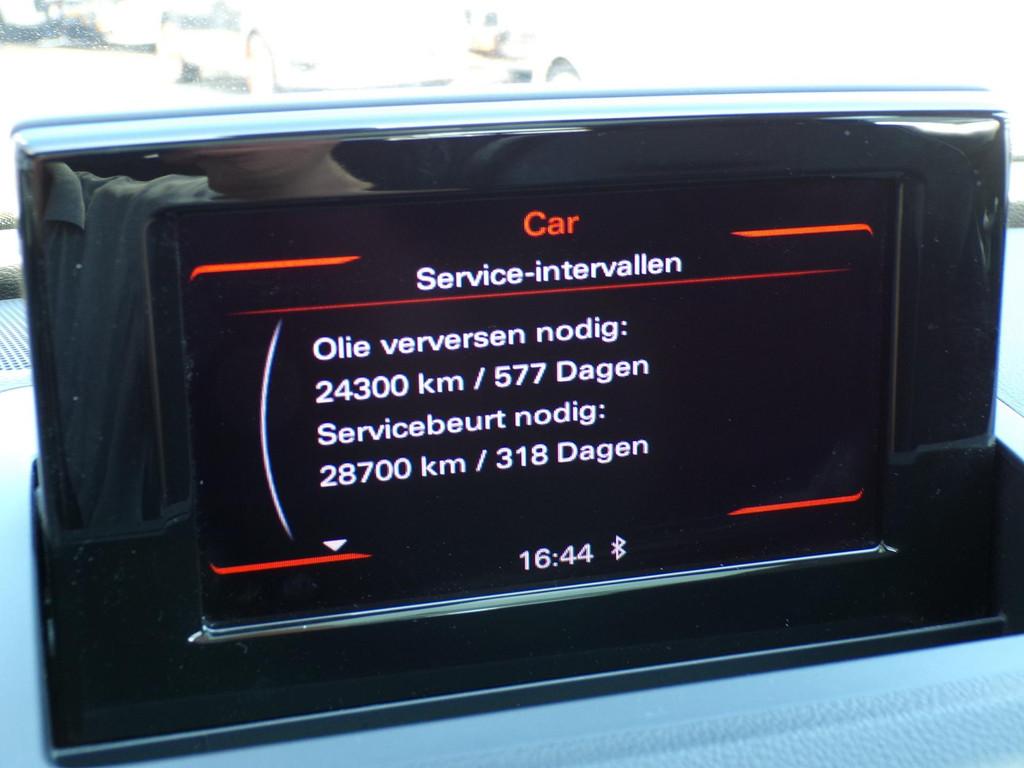 Car
Service-intervallen
Olie verversen nodig:
24300 km / 577 Dagen
Servicebeurt nodig:
28700 km / 318 Dagen
16:44